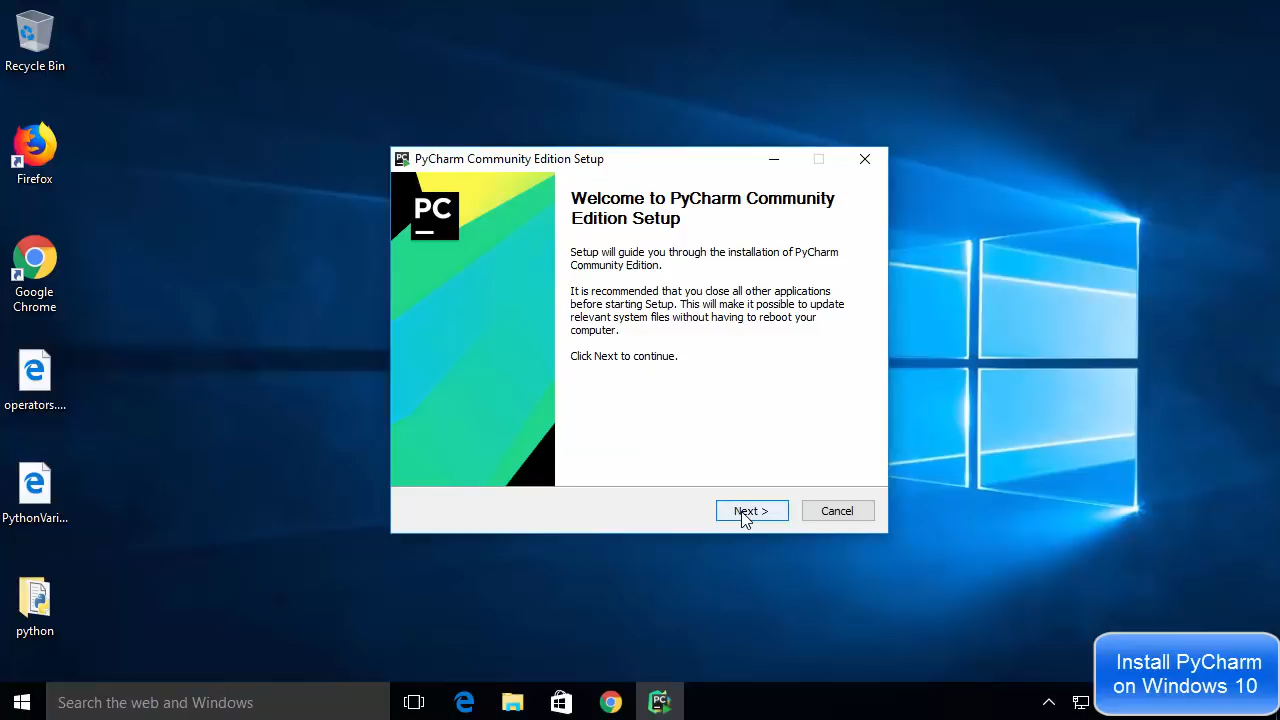 Recycle Bin
Firefox
Google
Chrome
operators....
PythonVari...
python
PC PyCharm Community Edition Setup
PC
Welcome to PyCharm Community
Edition Setup
Setup will guide you through the installation of PyCharm
Community Edition.
It is recommended that you close all other applications
before starting Setup. This will make it possible to update
relevant system files without having to reboot your
computer.
Click Next to continue.
Next >
Cancel
Search the web and Windows
PC
Install PyCharm
on Windows 10